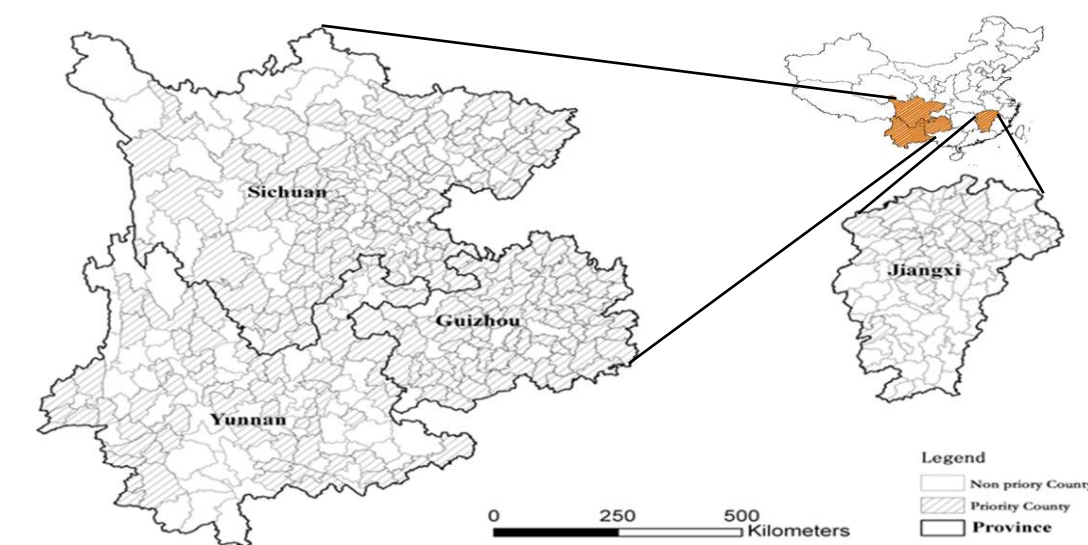 Sichuan
Guizhou
Yunnan
Jiangxi
0 250 500
Kilometers
Legend
Non priory County
Priority County
Province